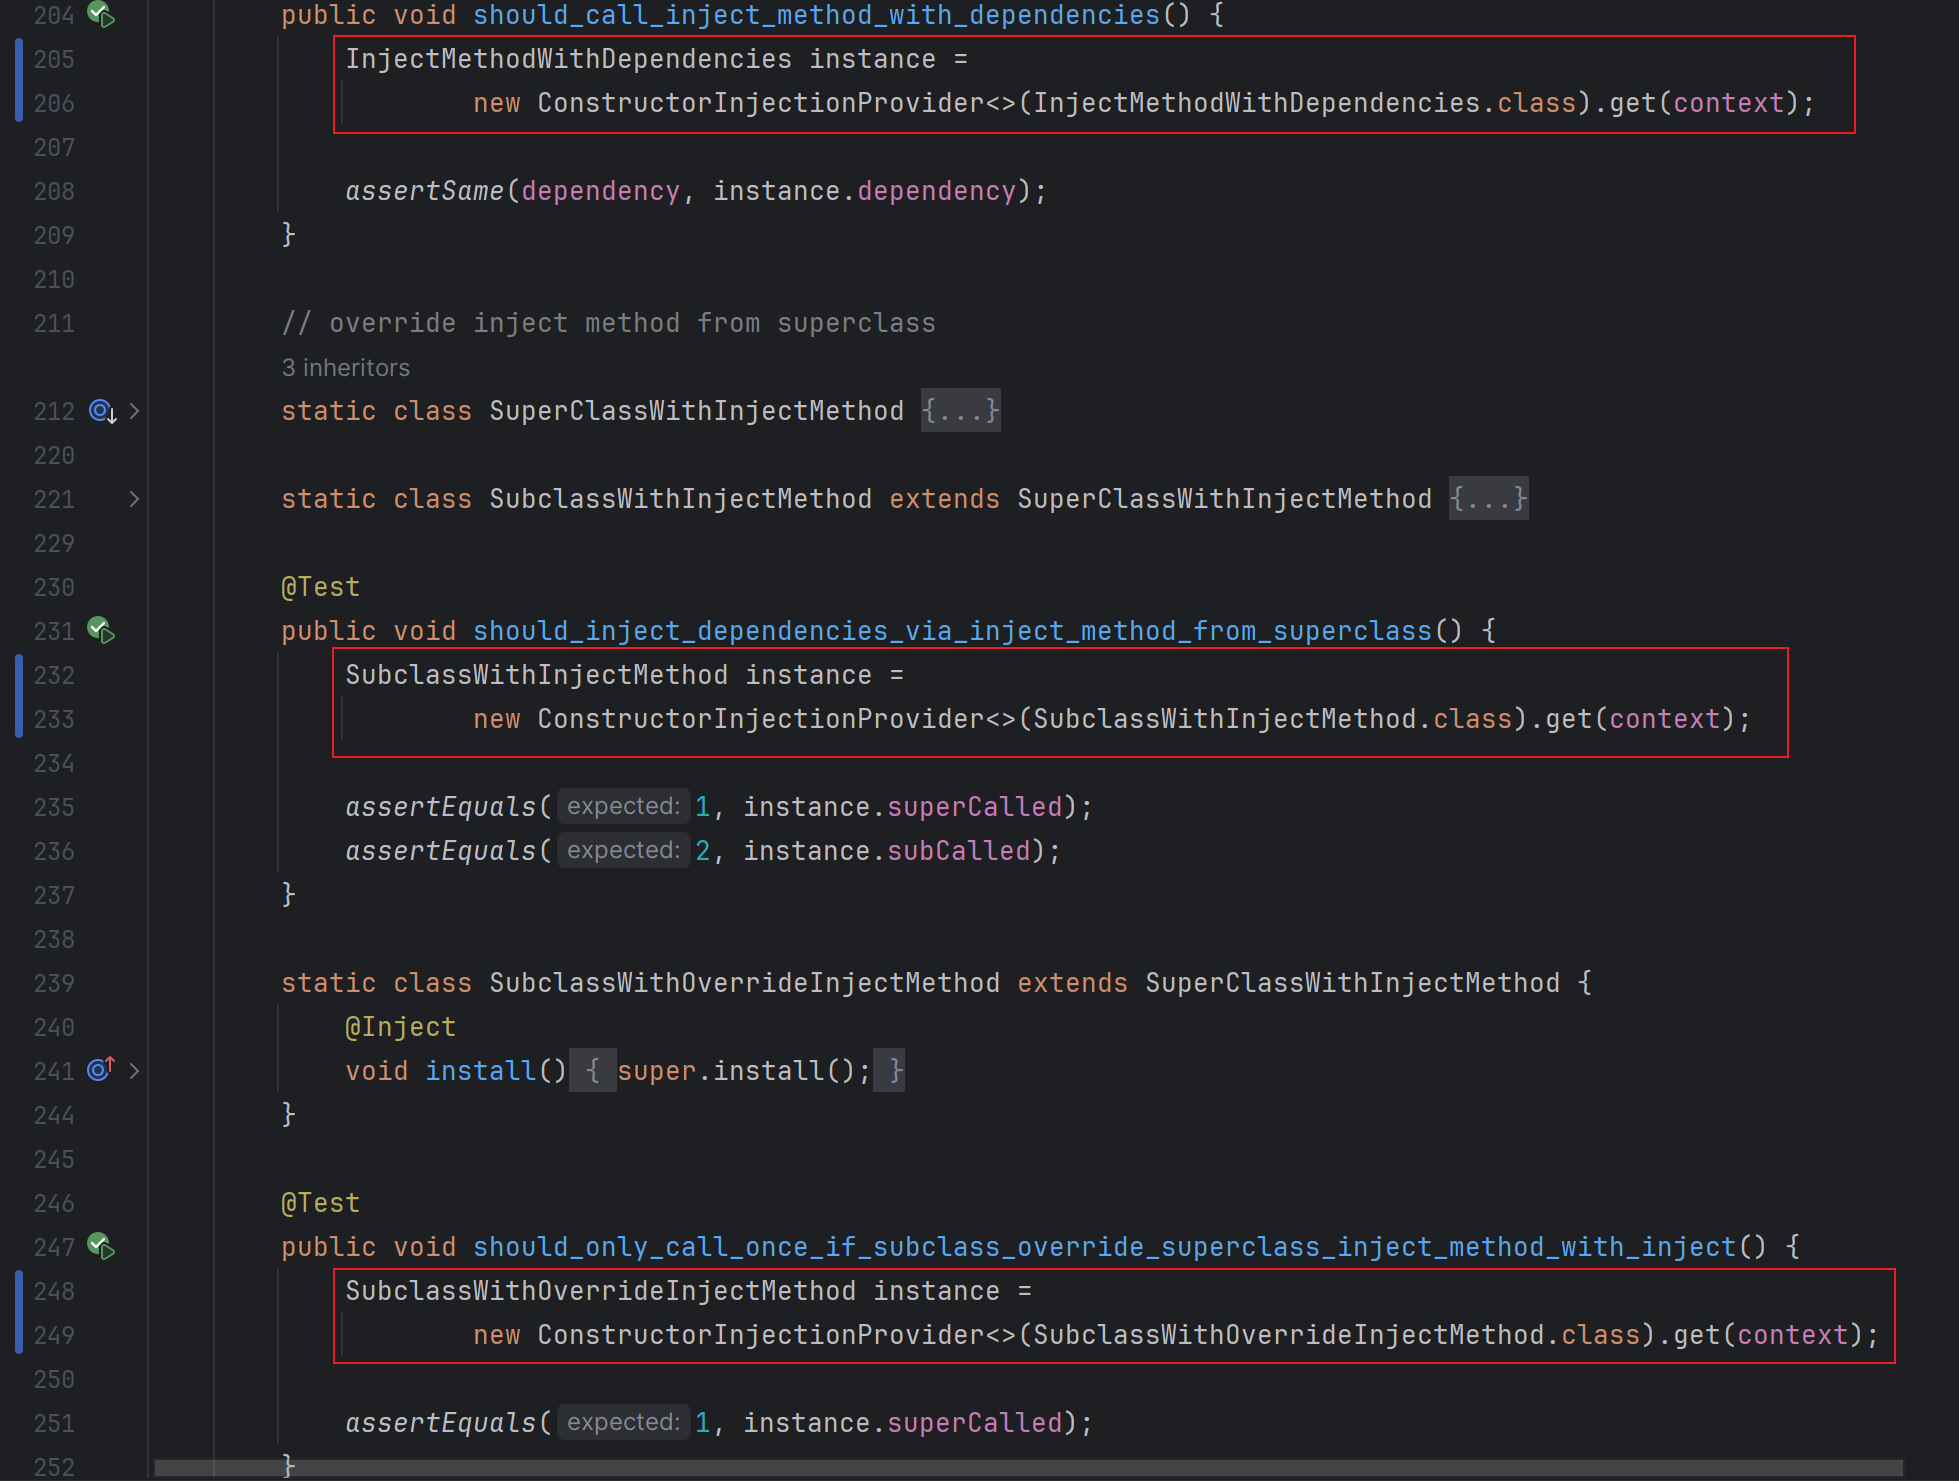 204 public void should_call_inject_method_with_dependencies() {
205 InjectMethodWithDependencies instance =
206 new ConstructorInjectionProvider<>(InjectMethodWithDependencies.class).get(context);
207
208 assertSame(dependency, instance.dependency);
209 }
210
211 // override inject method from superclass
3 inheritors
212 static class SuperClassWithInjectMethod {...}
220
221 static class SubclassWithInjectMethod extends SuperClassWithInjectMethod {...}
229
230 @Test
231 public void should_inject_dependencies_via_inject_method_from_superclass() {
232 SubclassWithInjectMethod instance =
233 new ConstructorInjectionProvider<>(SubclassWithInjectMethod.class).get(context);
234
235 assertEquals( expected: 1, instance.superCalled);
236 assertEquals( expected: 2, instance.subCalled);
237 }
238
239 static class SubclassWithOverrideInjectMethod extends SuperClassWithInjectMethod {
240 @Inject
241 void install() { super.install(); }
244 }
245
246 @Test
247 public void should_only_call_once_if_subclass_override_superclass_inject_method_with_inject() {
248 SubclassWithOverrideInjectMethod instance =
249 new ConstructorInjectionProvider<>(SubclassWithOverrideInjectMethod.class).get(context);
250
251 assertEquals( expected: 1, instance.superCalled);
252 }